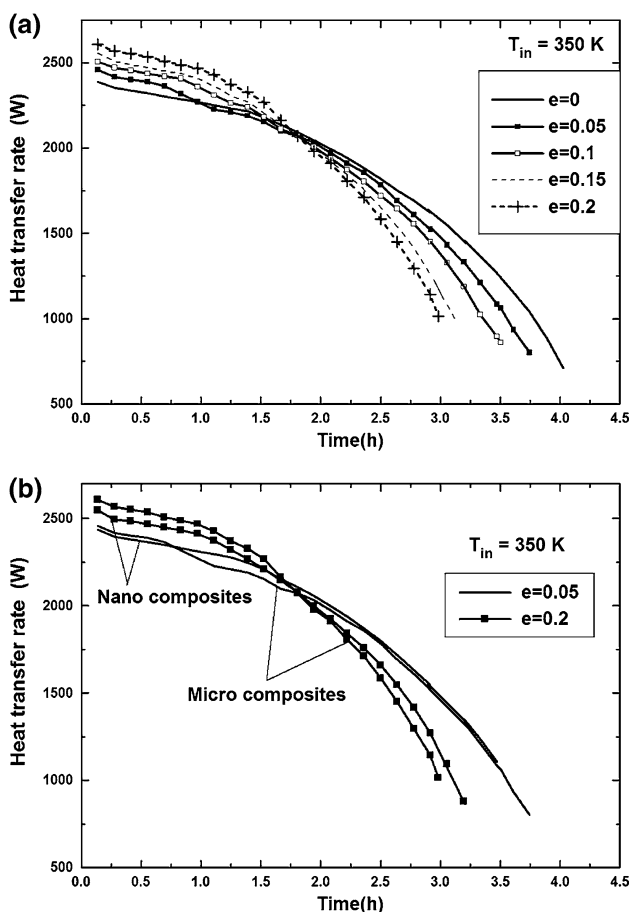 (a)
T_in = 350 K
e=0
e=0.05
e=0.1
e=0.15
e=0.2
Heat transfer rate (W)
2500
2000
1500
1000
500
0.0 0.5 1.0 1.5 2.0 2.5 3.0 3.5 4.0 4.5
Time(h)
(b)
T_in = 350 K
e=0.05
e=0.2
Nano composites
Micro composites
Heat transfer rate (W)
2500
2000
1500
1000
500
0.0 0.5 1.0 1.5 2.0 2.5 3.0 3.5 4.0 4.5
Time(h)